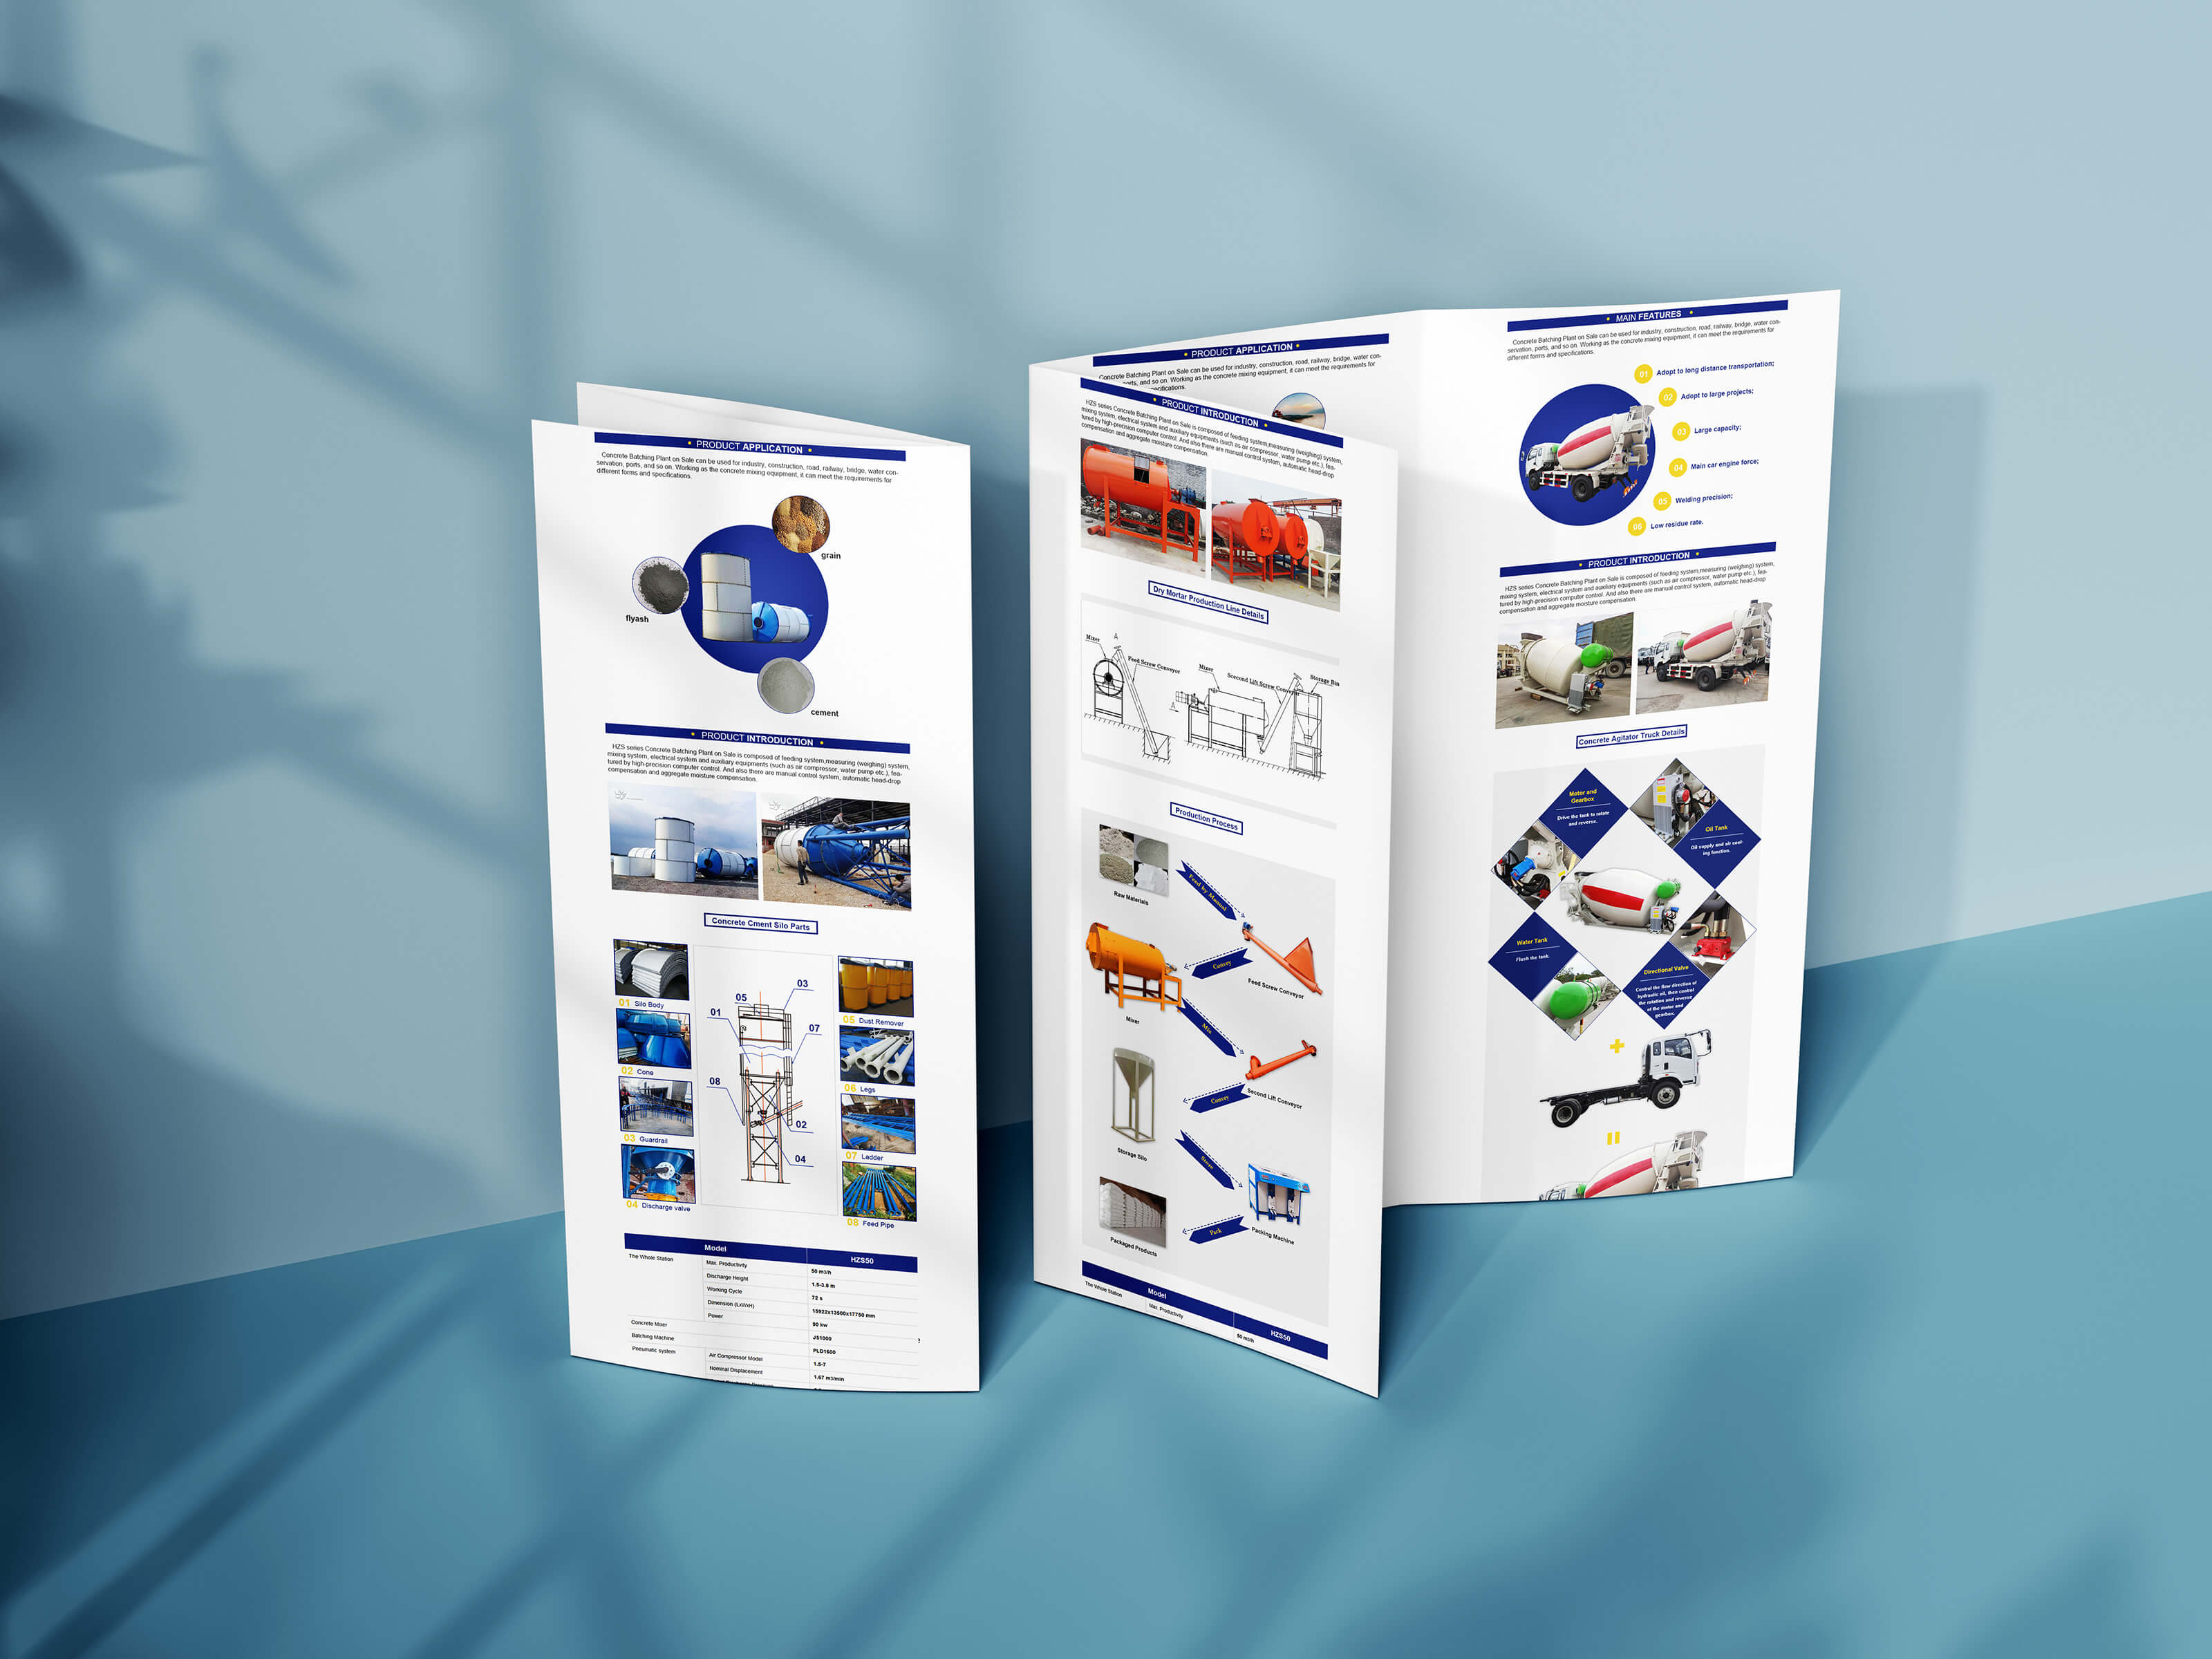 • PRODUCT APPLICATION •
Concrete Batching Plant on Sale can be used for industry, construction, road, railway, bridge, water con-
servation, ports, and so on. Working as the concrete mixing equipment, it can meet the requirements for
different forms and specifications.
grain
flyash
cement
• PRODUCT INTRODUCTION •
HZS series Concrete Batching Plant on Sale is composed of feeding system,measuring (weighing) system,
mixing system, electrical system and auxiliary equipments (such as air compressor, water pump etc.), fea-
tured by high-precision computer control. And also there are manual control system, automatic head-drop
compensation and aggregate moisture compensation.
Concrete Cment Silo Parts
01 Silo Body
02 Cone
03 Guardrail
04 Discharge valve
05
03
01
07
08
02
04
05 Dust Remover
06 Legs
07 Ladder
08 Feed Pipe
Model HZS50
The Whole Station Max. Productivity 50 m3/h
Discharge Height 1.5-3.8 m
Working Cycle 72 s
Dimension (LxWxH) 15922x13500x17750 mm
Power 90 kw
Concrete Mixer JS1000
Batching Machine PLD1600
Pneumatic system Air Compressor Model 1.5-7
Nominal Displacement 1.67 m3/min
• PRODUCT APPLICATION •
Concrete Batching Plant on Sale can be used for industry, construction, road, railway, bridge, water con-
ports, and so on. Working as the concrete mixing equipment, it can meet the requirements for
specifications.
• PRODUCT INTRODUCTION •
HZS series Concrete Batching Plant on Sale is composed of feeding system,measuring (weighing) system,
mixing system, electrical system and auxiliary equipments (such as air compressor, water pump etc.), fea-
tured by high-precision computer control. And also there are manual control system, automatic head-drop
compensation and aggregate moisture compensation.
Dry Mortar Production Line Details
Mixer
A
Feed Screw Conveyor
Mixer
Scecond Lift Screw Conveyor
Storage Bin
A
Production Process
Raw Materials
Feed by Manual
Feed Screw Conveyor
Convey
Mixer
Mix
Second Lift Conveyor
Convey
Storage Silo
Store
Packing Machine
Park
Packaged Products
Model HZS50
The Whole Station Max. Productivity 50 m3/h
• MAIN FEATURES •
Concrete Batching Plant on Sale can be used for industry, construction, road, railway, bridge, water con-
servation, ports, and so on. Working as the concrete mixing equipment, it can meet the requirements for
different forms and specifications.
01 Adopt to long distance transportation;
02 Adopt to large projects;
03 Large capacity;
04 Main car engine force;
05 Welding precision;
06 Low residue rate.
• PRODUCT INTRODUCTION •
HZS series Concrete Batching Plant on Sale is composed of feeding system,measuring (weighing) system,
mixing system, electrical system and auxiliary equipments (such as air compressor, water pump etc.), fea-
tured by high-precision computer control. And also there are manual control system, automatic head-drop
compensation and aggregate moisture compensation.
Concrete Agitator Truck Details
Motor and
Gearbox
Drive the tank to rotate
and reverse.
Oil Tank
Oil supply and air cool-
ing function.
Water Tank
Flush the tank.
Directional Valve
Control the flow direction of
hydraulic oil, then control
the rotation and reverse
of the motor and
gearbox.
+
=